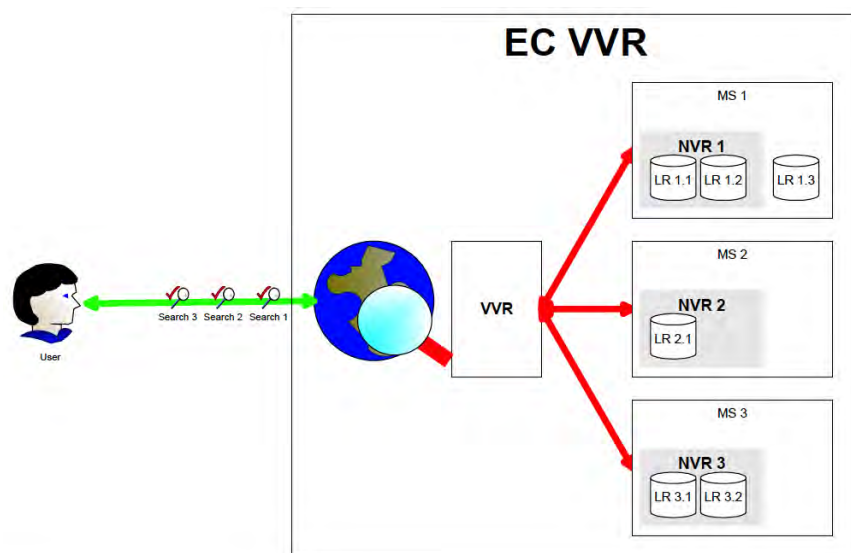 EC VVR
MS 1
NVR 1
LR 1.1 LR 1.2 LR 1.3
MS 2
NVR 2
LR 2.1
MS 3
NVR 3
LR 3.1 LR 3.2
VVR
Search 3 Search 2 Search 1
User